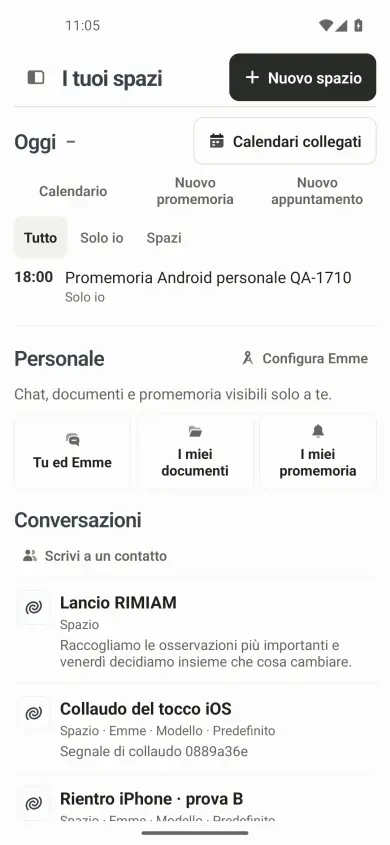 11:05
I tuoi spazi
+ Nuovo spazio
Oggi –
Calendari collegati
Calendario
Nuovo
promemoria
Nuovo
appuntamento
Tutto
Solo io
Spazi
18:00 Promemoria Android personale QA-1710
Solo io
Personale
Configura Emme
Chat, documenti e promemoria visibili solo a te.
Tu ed Emme
I miei
documenti
I miei
promemoria
Conversazioni
Scrivi a un contatto
Lancio RIMIAM
Spazio
Raccogliamo le osservazioni più importanti e
venerdì decidiamo insieme che cosa cambiare.
Collaudo del tocco iOS
Spazio · Emme · Modello · Predefinito
Segnale di collaudo 0889a36e
Rientro iPhone · prova B
Spazio · Emme · Modello · Predefinito